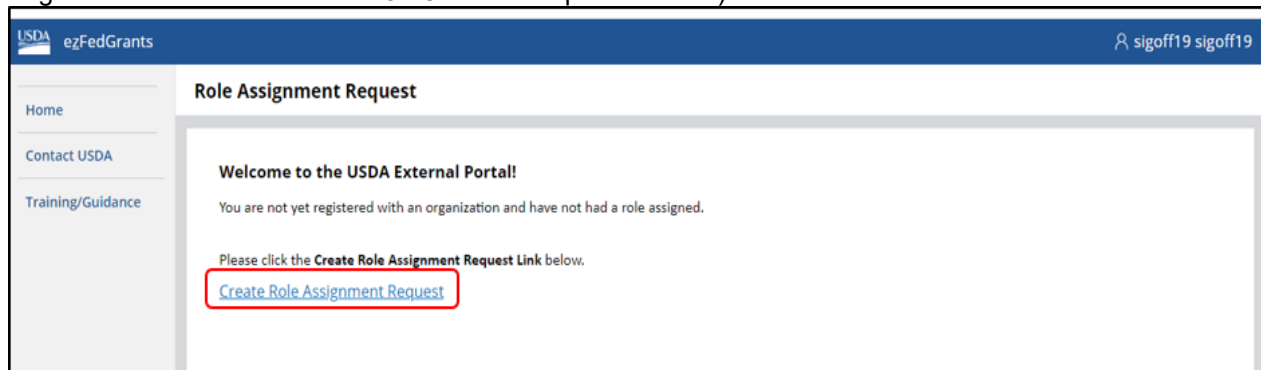 USDA ezFedGrants sigoff19 sigoff19
Role Assignment Request
Home
Contact USDA
Training/Guidance
Welcome to the USDA External Portal!
You are not yet registered with an organization and have not had a role assigned.
Please click the Create Role Assignment Request Link below.
Create Role Assignment Request